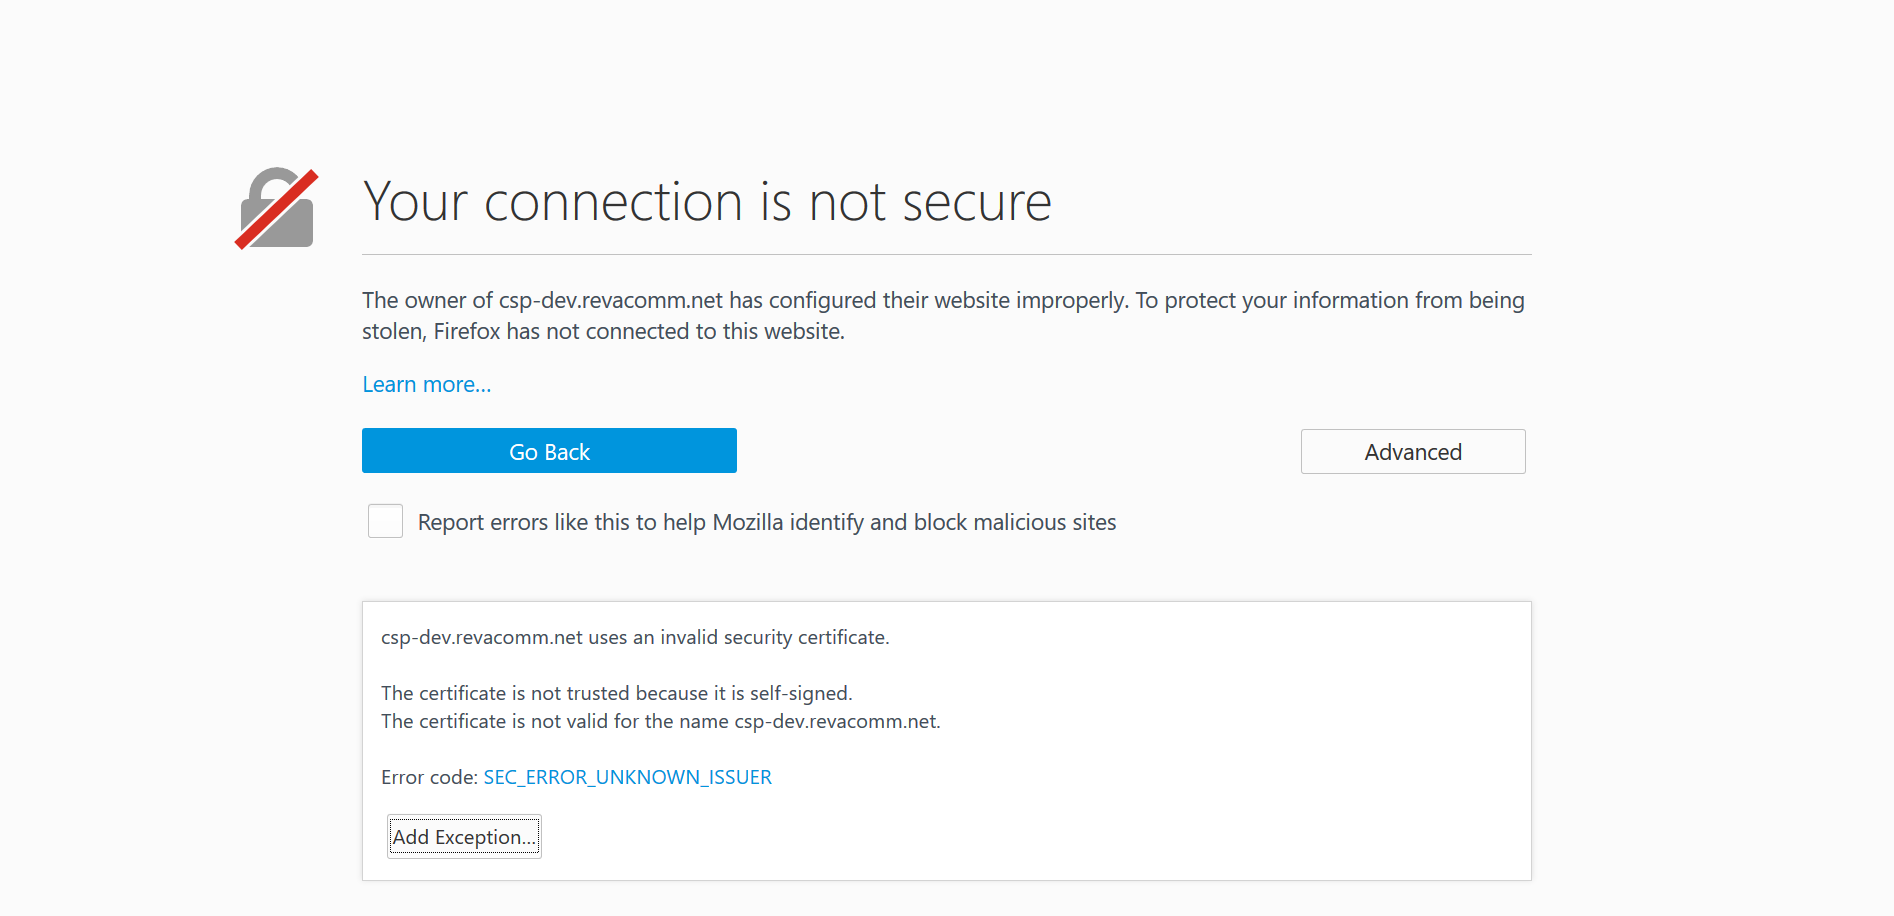 Your connection is not secure
The owner of csp-dev.revacomm.net has configured their website improperly. To protect your information from being
stolen, Firefox has not connected to this website.
Learn more...
Go Back
Advanced
Report errors like this to help Mozilla identify and block malicious sites
csp-dev.revacomm.net uses an invalid security certificate.
The certificate is not trusted because it is self-signed.
The certificate is not valid for the name csp-dev.revacomm.net.
Error code: SEC_ERROR_UNKNOWN_ISSUER
Add Exception...